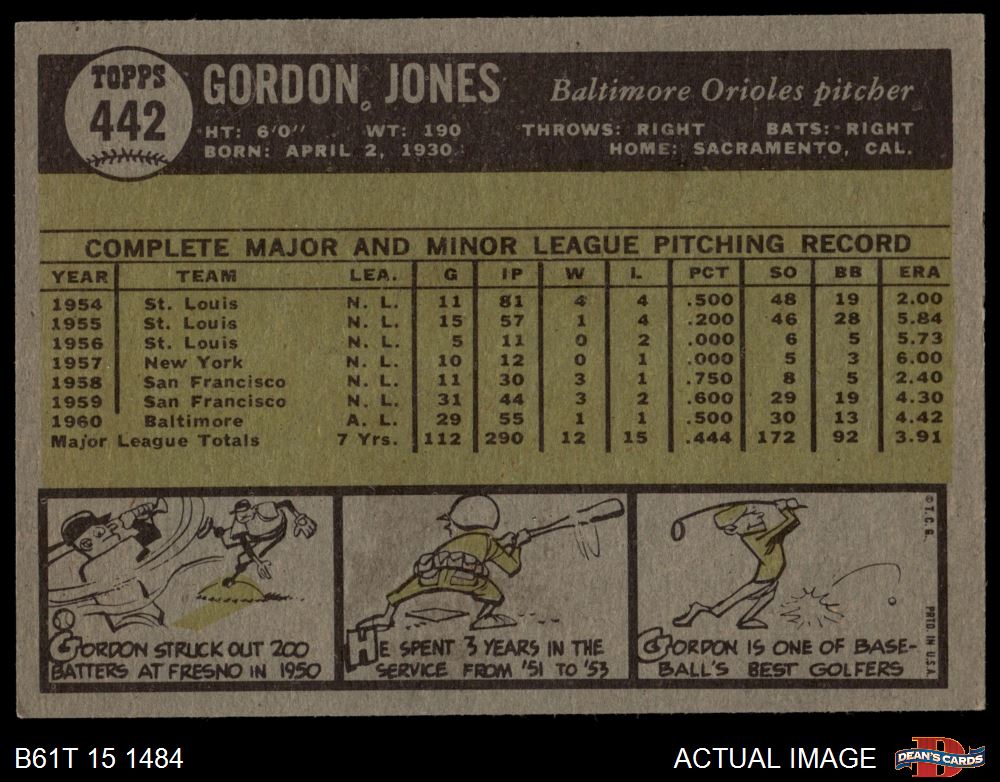 TOPPS
442
GORDON JONES
Baltimore Orioles pitcher
HT: 6'0" WT: 190 THROWS: RIGHT BATS: RIGHT
BORN: APRIL 2, 1930 HOME: SACRAMENTO, CAL.
COMPLETE MAJOR AND MINOR LEAGUE PITCHING RECORD
YEAR TEAM LEA. G IP W L PCT SO BB ERA
1954 St. Louis N. L. 11 81 4 4 .500 48 19 2.00
1955 St. Louis N. L. 15 57 1 4 .200 46 28 5.84
1956 St. Louis N. L. 5 11 0 2 .000 6 5 5.73
1957 New York N. L. 10 12 0 1 .000 5 3 6.00
1958 San Francisco N. L. 11 30 3 1 .750 8 5 2.40
1959 San Francisco N. L. 31 44 3 2 .600 29 19 4.30
1960 Baltimore A. L. 29 55 1 1 .500 30 13 4.42
Major League Totals 7 Yrs. 112 290 12 15 .444 172 92 3.91
GORDON STRUCK OUT 200
BATTERS AT FRESNO IN 1950
HE SPENT 3 YEARS IN THE
SERVICE FROM '51 TO '53
GORDON IS ONE OF BASE-
BALL'S BEST GOLFERS
© T. C. G.
PRTD. IN U.S.A.
B61T 15 1484
ACTUAL IMAGE
D
DEAN'S CARDS